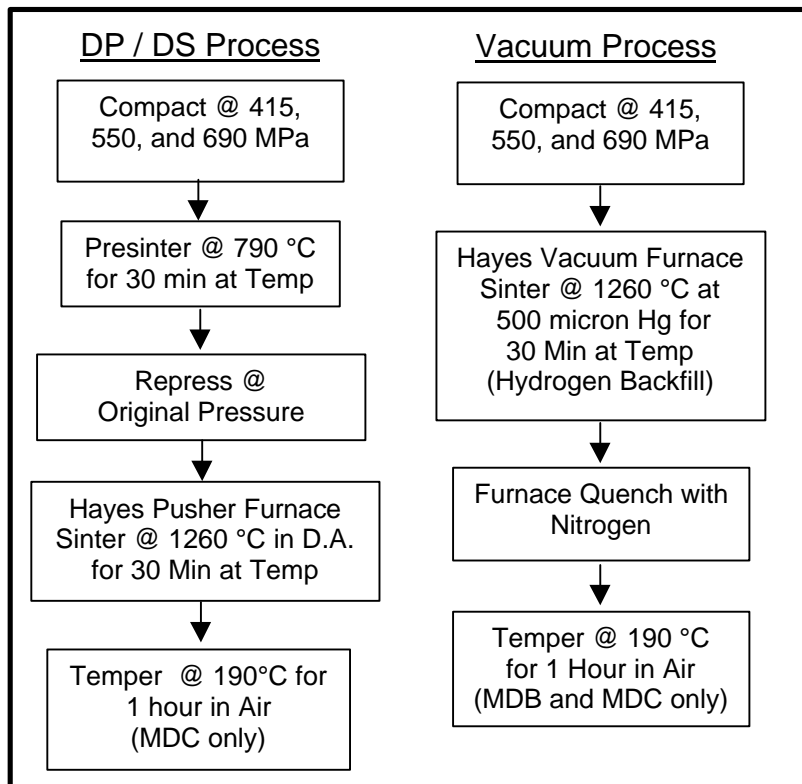 DP / DS Process
Compact @ 415,
550, and 690 MPa
Presinter @ 790 °C
for 30 min at Temp
Repress @
Original Pressure
Hayes Pusher Furnace
Sinter @ 1260 °C in D.A.
for 30 Min at Temp
Temper @ 190°C for
1 hour in Air
(MDC only)
Vacuum Process
Compact @ 415,
550, and 690 MPa
Hayes Vacuum Furnace
Sinter @ 1260 °C at
500 micron Hg for
30 Min at Temp
(Hydrogen Backfill)
Furnace Quench with
Nitrogen
Temper @ 190 °C
for 1 Hour in Air
(MDB and MDC only)